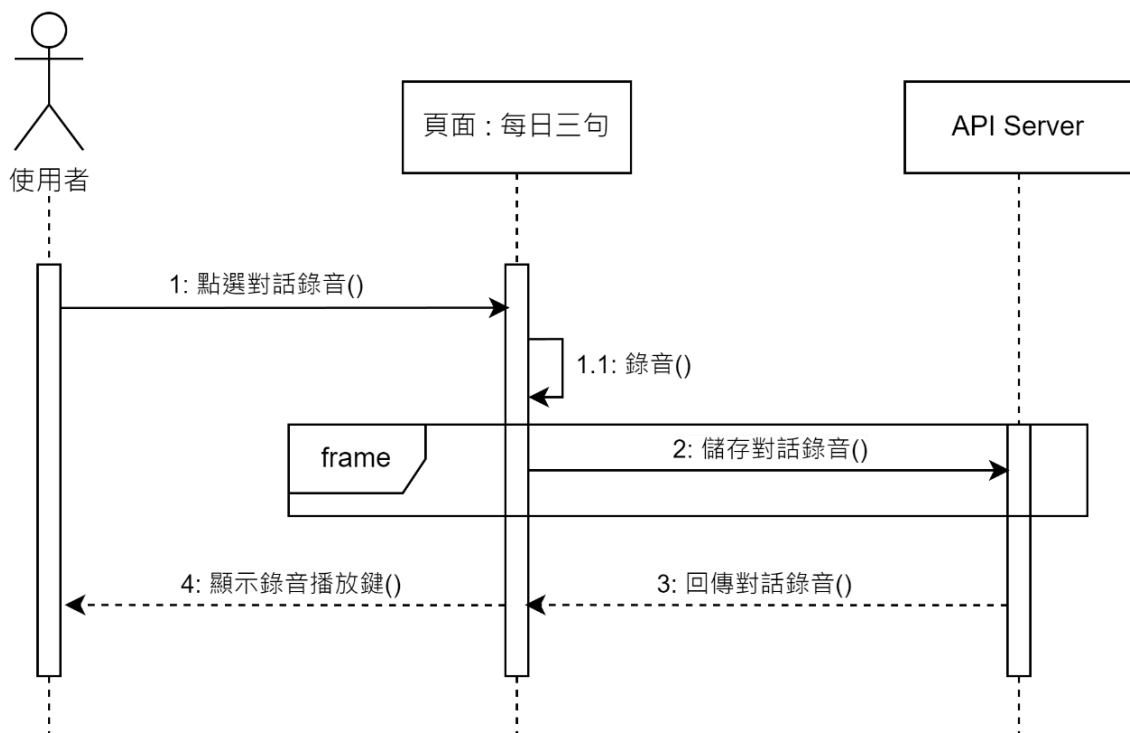 使用者
頁面 : 每日三句
API Server
1: 點選對話錄音()
1.1: 錄音()
frame
2: 儲存對話錄音()
4: 顯示錄音播放鍵()
3: 回傳對話錄音()